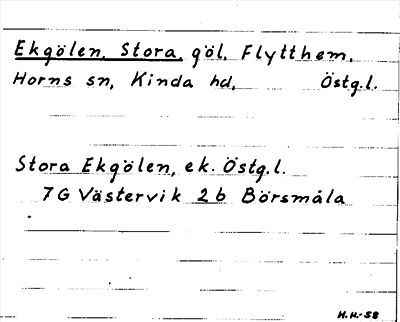 Ekgölen, Stora, göl, Flytthem,
Horns sn, Kinda hd, Östg.l.
Stora Ekgölen, ek. Östg.l.
7G Västervik 2b Börsmåla
H.H.-58